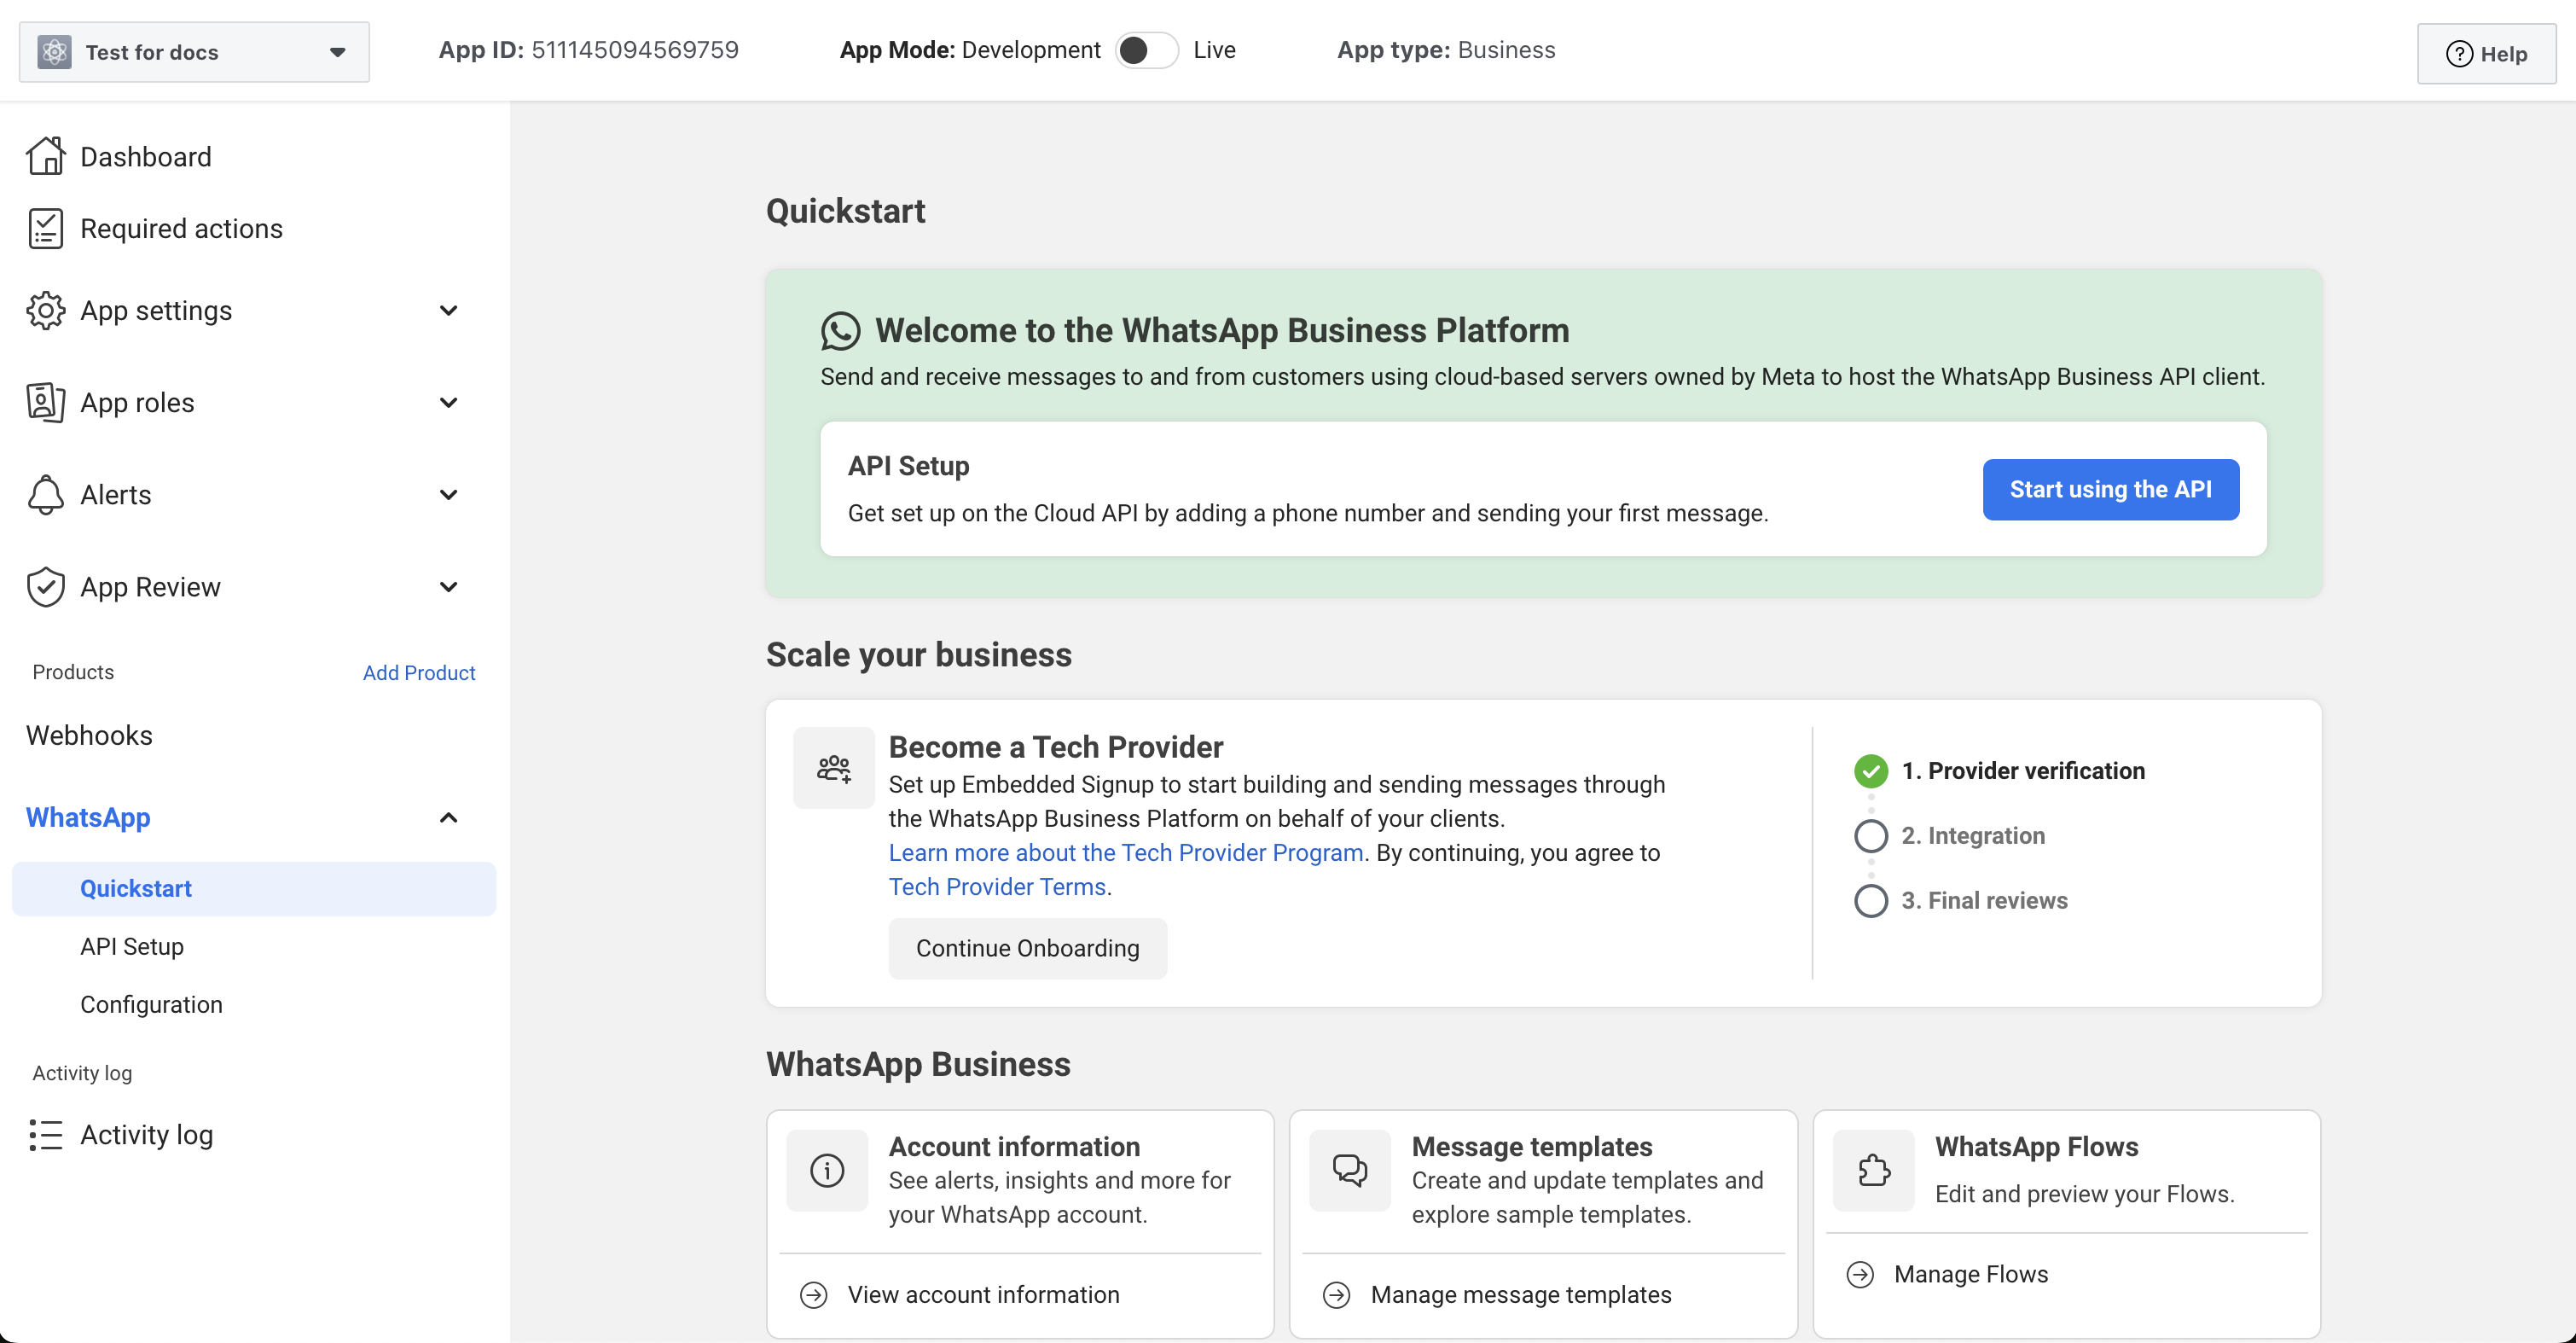 Test for docs
App ID: 511145094569759
App Mode: Development Live
App type: Business
Help
Dashboard
Required actions
App settings
App roles
Alerts
App Review
Products Add Product
Webhooks
WhatsApp
Quickstart
API Setup
Configuration
Activity log
Activity log
Quickstart
Welcome to the WhatsApp Business Platform
Send and receive messages to and from customers using cloud-based servers owned by Meta to host the WhatsApp Business API client.
API Setup
Get set up on the Cloud API by adding a phone number and sending your first message.
Start using the API
Scale your business
Become a Tech Provider
Set up Embedded Signup to start building and sending messages through
the WhatsApp Business Platform on behalf of your clients.
Learn more about the Tech Provider Program. By continuing, you agree to
Tech Provider Terms.
Continue Onboarding
1. Provider verification
2. Integration
3. Final reviews
WhatsApp Business
Account information
See alerts, insights and more for
your WhatsApp account.
View account information
Message templates
Create and update templates and
explore sample templates.
Manage message templates
WhatsApp Flows
Edit and preview your Flows.
Manage Flows